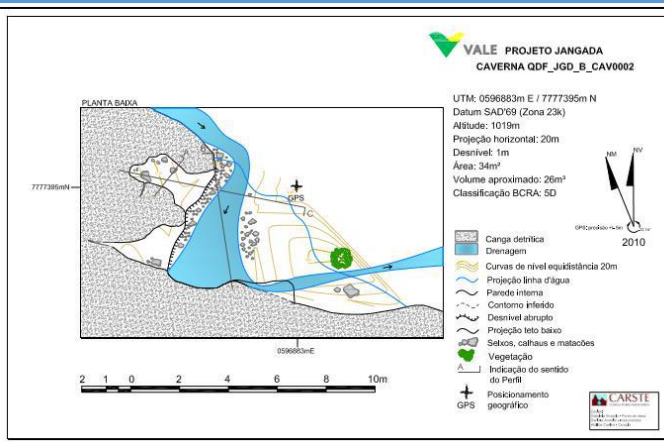 VALE PROJETO JANGADA
CAVERNA QDF_JGD_B_CAV0002
PLANTA BAIXA
UTM: 0596883m E / 7777395m N
Datum SAD'69 (Zona 23k)
Altitude: 1019m
Projeção horizontal: 20m
Desnível: 1m
Área: 34m²
Volume aproximado: 26m³
Classificação BCRA: 5D
NM
NV
2010
7777395mN
GPS
C
0596883mE
Canga detrítica
Drenagem
Curvas de nível equidistância 20m
Projeção linha d'água
Parede interna
Contorno inferido
Desnível abrupto
Projeção teto baixo
Seixos, calhaus e matacões
Vegetação
A
Indicação do sentido
do Perfil
GPS
Posicionamento
geográfico
2 1 0 2 4 6 8 10m
CARSTE